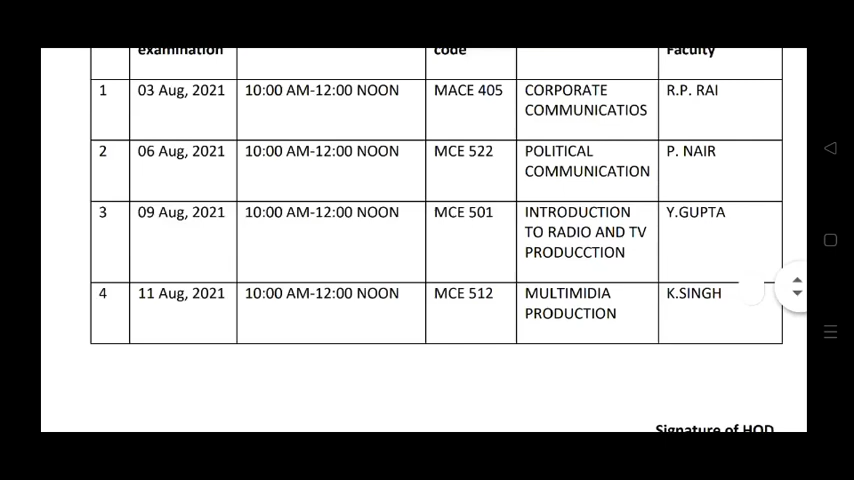 examination code Faculty
1 03 Aug, 2021 10:00 AM-12:00 NOON MACE 405 CORPORATE R.P. RAI
COMMUNICATIOS
2 06 Aug, 2021 10:00 AM-12:00 NOON MCE 522 POLITICAL P. NAIR
COMMUNICATION
3 09 Aug, 2021 10:00 AM-12:00 NOON MCE 501 INTRODUCTION Y.GUPTA
TO RADIO AND TV
PRODUCCTION
4 11 Aug, 2021 10:00 AM-12:00 NOON MCE 512 MULTIMIDIA K.SINGH
PRODUCTION
Signature of HOD